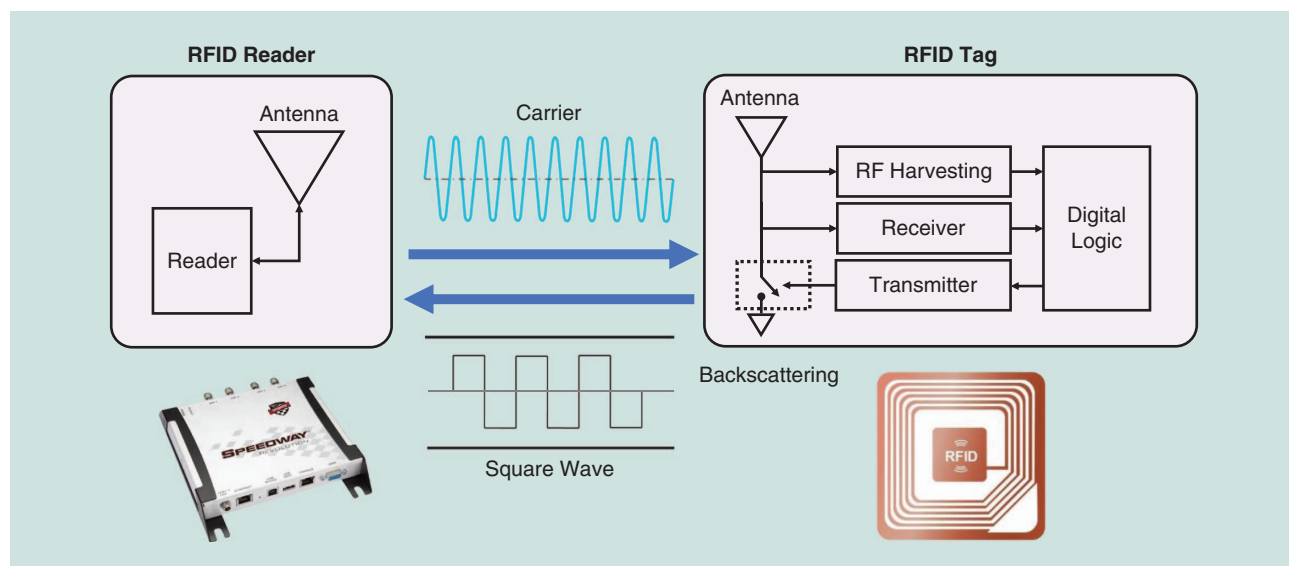 RFID Reader
Antenna
Reader
Carrier
Square Wave
RFID Tag
Antenna
RF Harvesting
Receiver
Transmitter
Digital
Logic
Backscattering
SPEEDWAY
REVOLUTION
RFID